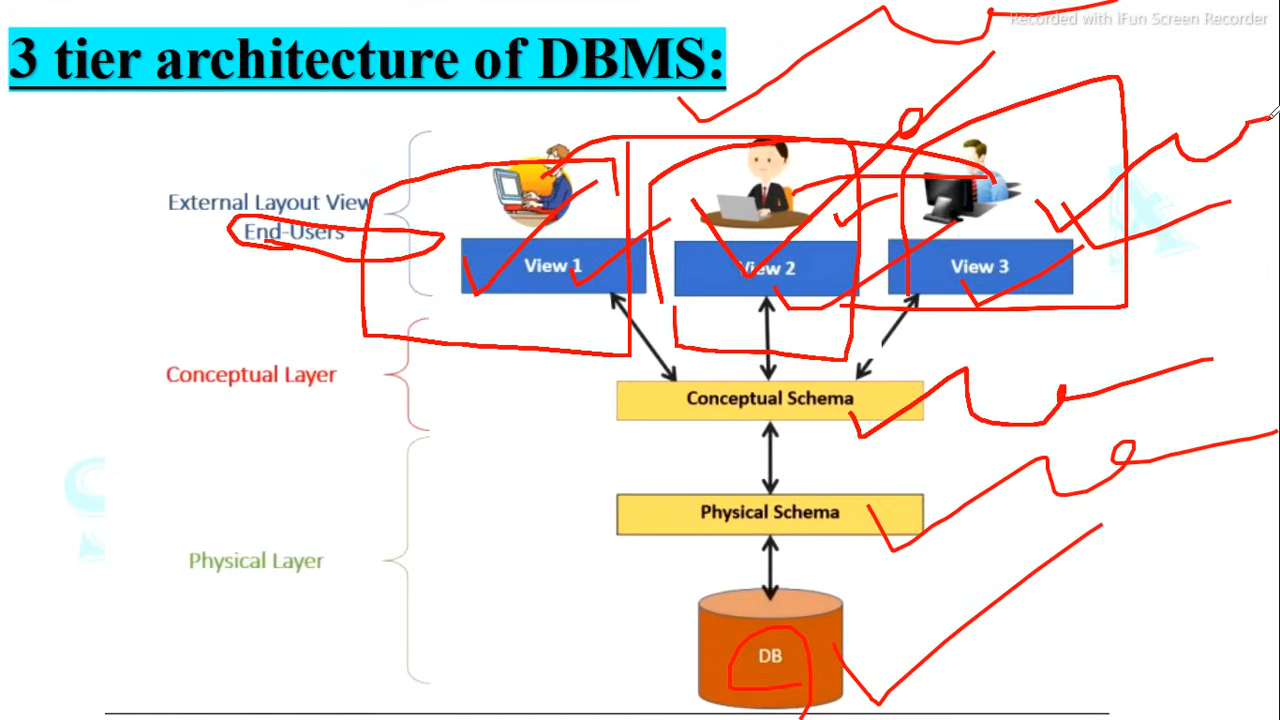 Recorded with iFun Screen Recorder
3 tier architecture of DBMS:
External Layout View
End-Users
View 1
View 2
View 3
Conceptual Layer
Conceptual Schema
Physical Schema
Physical Layer
DB